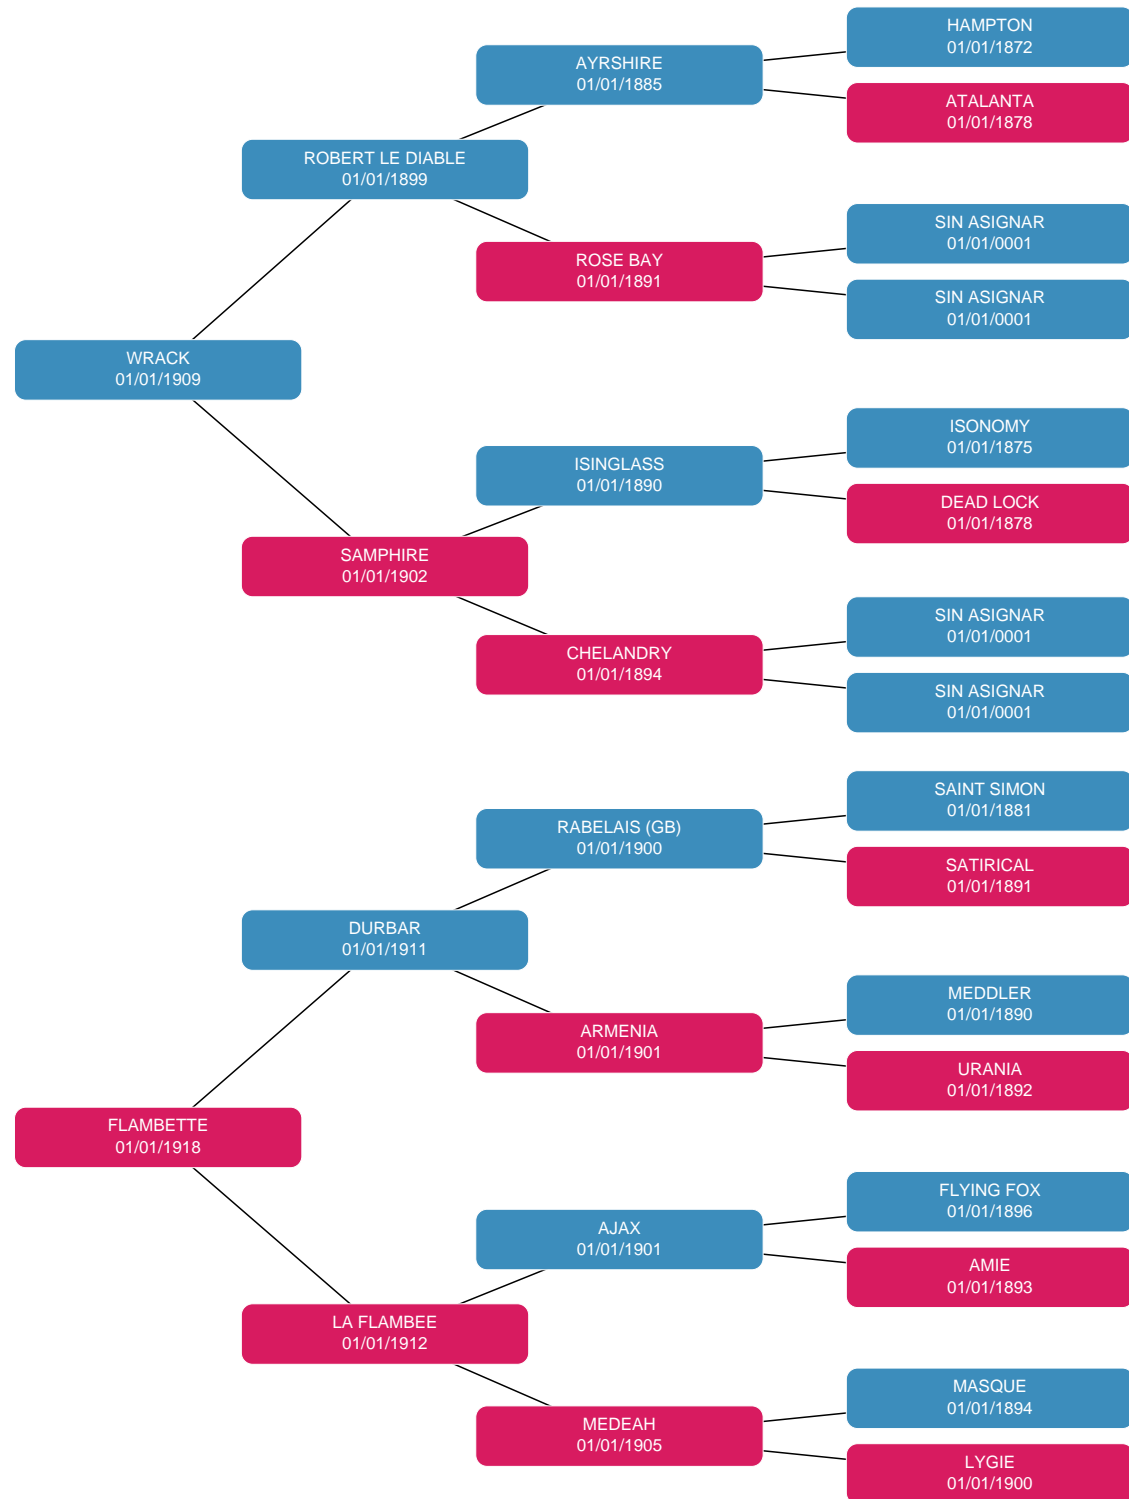 HAMPTON
01/01/1872
AYRSHIRE
01/01/1885
ATALANTA
01/01/1878
ROBERT LE DIABLE
01/01/1899
SIN ASIGNAR
01/01/0001
ROSE BAY
01/01/1891
SIN ASIGNAR
01/01/0001
WRACK
01/01/1909
ISONOMY
01/01/1875
ISINGLASS
01/01/1890
DEAD LOCK
01/01/1878
SAMPHIRE
01/01/1902
SIN ASIGNAR
01/01/0001
CHELANDRY
01/01/1894
SIN ASIGNAR
01/01/0001
SAINT SIMON
01/01/1881
RABELAIS (GB)
01/01/1900
SATIRICAL
01/01/1891
DURBAR
01/01/1911
MEDDLER
01/01/1890
ARMENIA
01/01/1901
URANIA
01/01/1892
FLAMBETTE
01/01/1918
FLYING FOX
01/01/1896
AJAX
01/01/1901
AMIE
01/01/1893
LA FLAMBEE
01/01/1912
MASQUE
01/01/1894
MEDEAH
01/01/1905
LYGIE
01/01/1900